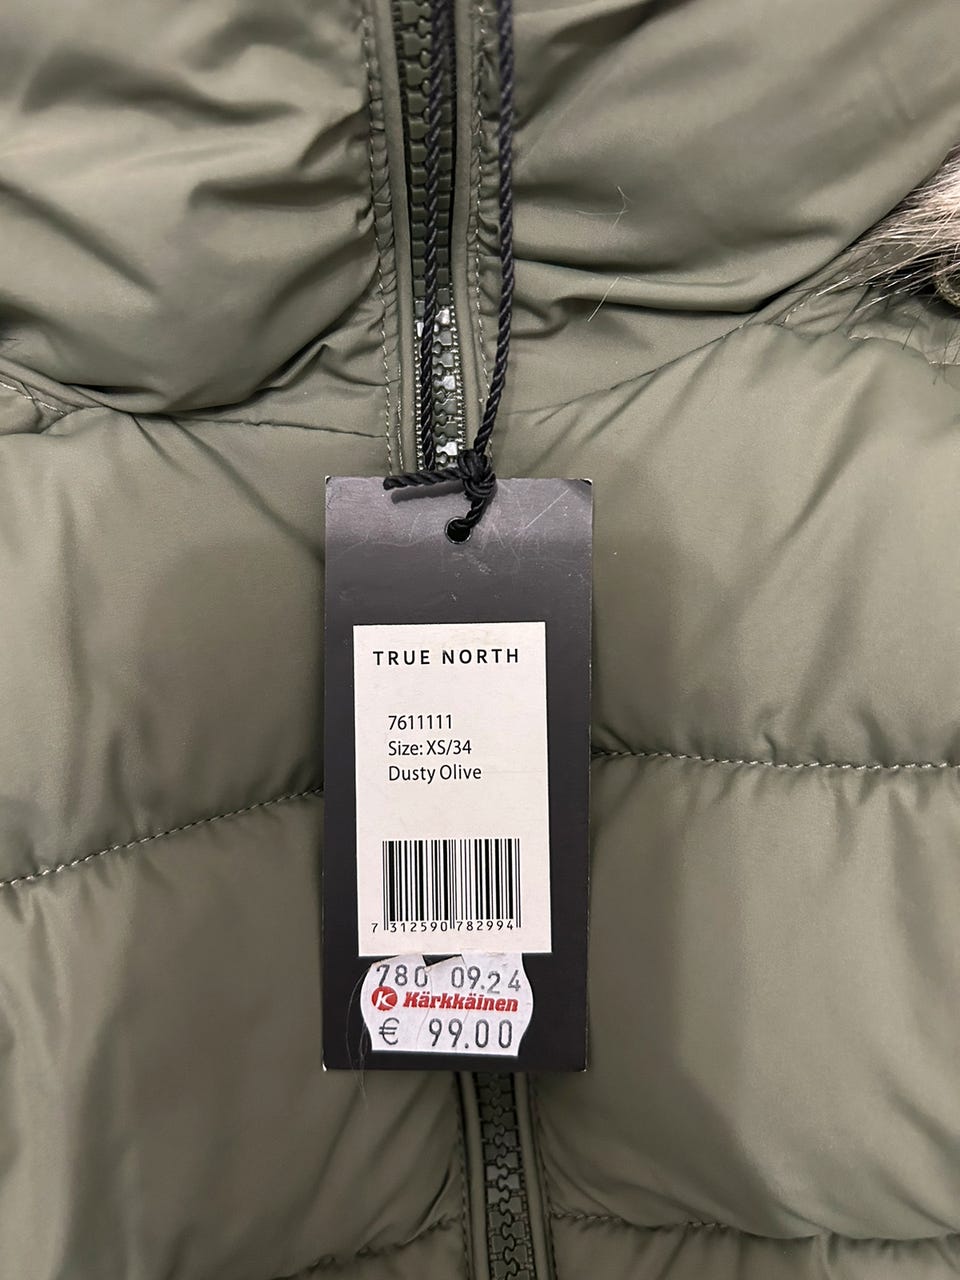 TRUE NORTH
7611111
Size: XS/34
Dusty Olive
7 312590 782994
780 09.24
K Kärkkäinen
€ 99.00